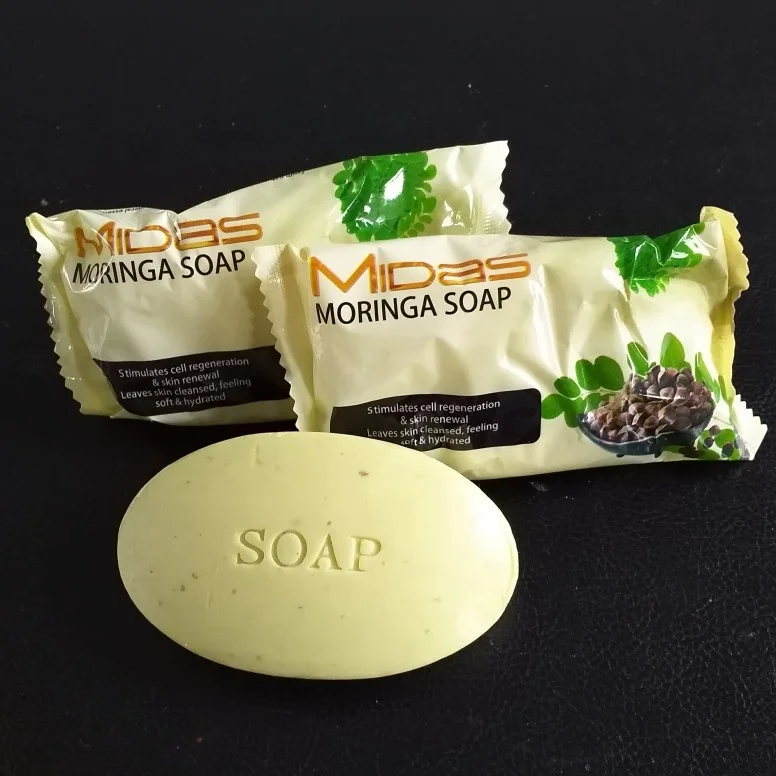 MIDAS
MORINGA SOAP
Stimulates cell regeneration
& skin renewal
Leaves skin cleansed, feeling
soft & hydrated
MIDAS
MORINGA SOAP
Stimulates cell regeneration
& skin renewal
Leaves skin cleansed, feeling
soft & hydrated
SOAP